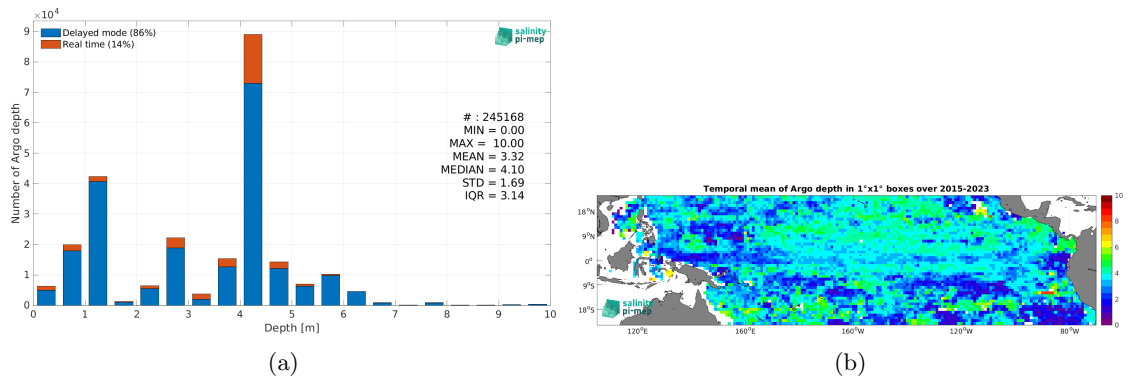 ×10⁴
9
8
7
6
5
4
3
2
1
0
Number of Argo depth
Delayed mode (86%)
Real time (14%)
salinity
pi-mep
# : 245168
MIN = 0.00
MAX = 10.00
MEAN = 3.32
MEDIAN = 4.10
STD = 1.69
IQR = 3.14
0 1 2 3 4 5 6 7 8 9 10
Depth [m]
(a)
Temporal mean of Argo depth in 1°x1° boxes over 2015-2023
18°N
9°N
0°
9°S
18°S
salinity
pi-mep
120°E 160°E 160°W 120°W 80°W
10
8
6
4
2
0
(b)